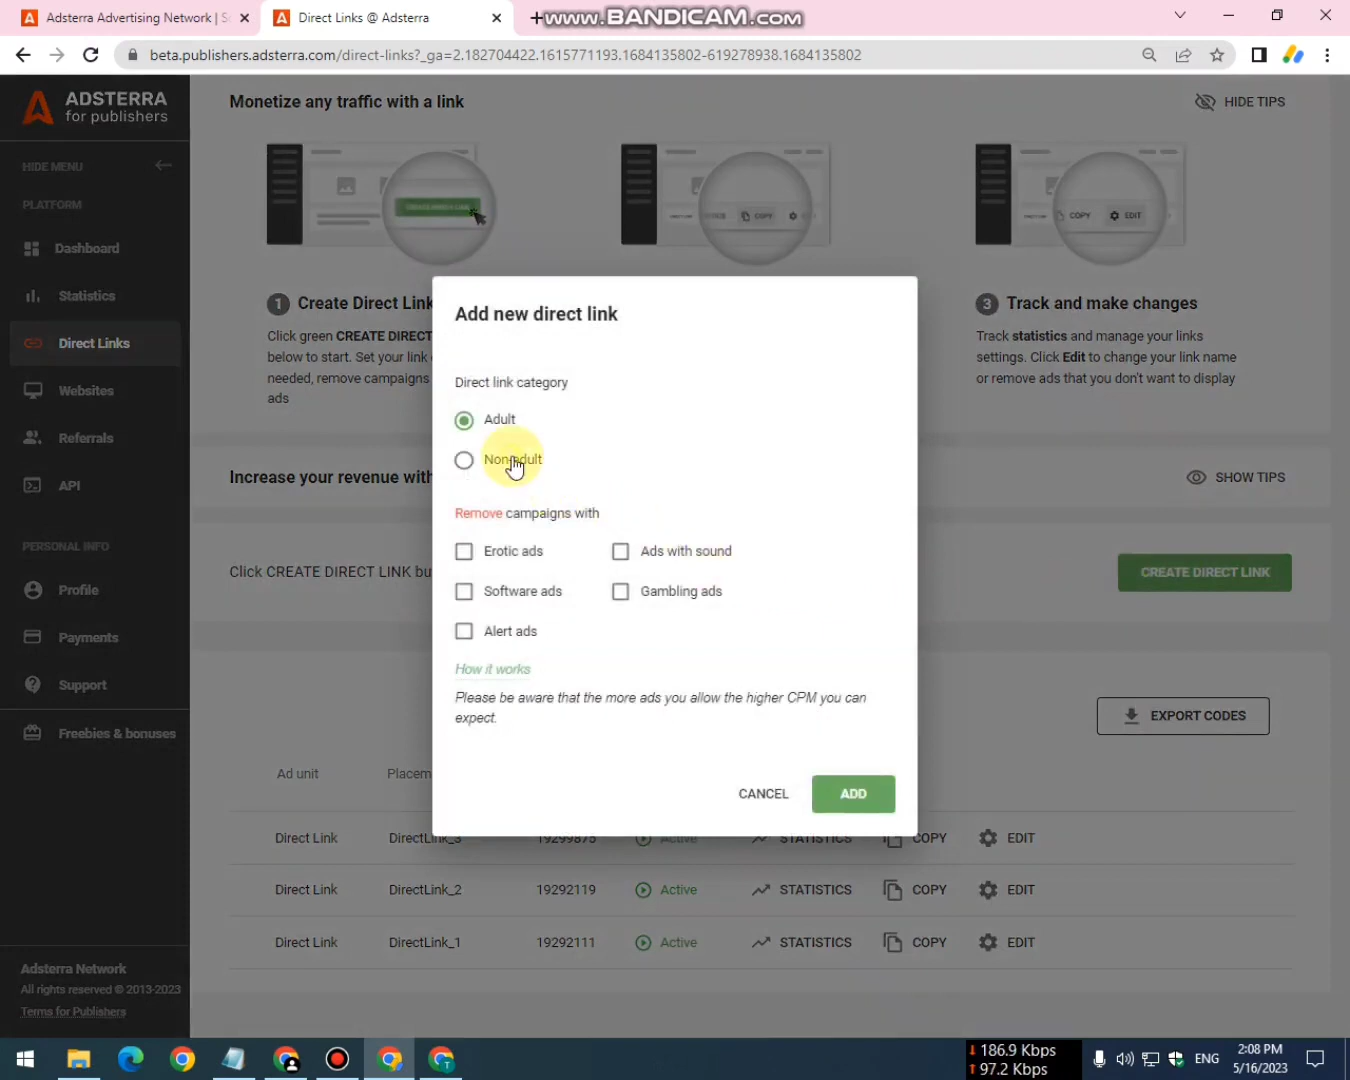 Adsterra Advertising Network | S
Direct Links @ Adsterra
www.BANDICAM.com
beta.publishers.adsterra.com/direct-links?_ga=2.182704422.1615771193.1684135802-619278938.1684135802
ADSTERRA
for publishers
HIDE MENU
PLATFORM
Dashboard
Statistics
Direct Links
Websites
Referrals
API
PERSONAL INFO
Profile
Payments
Support
Freebies & bonuses
Adsterra Network
All rights reserved © 2013-2023
Terms for Publishers
Monetize any traffic with a link
HIDE TIPS
COPY
COPY EDIT
1 Create Direct Link
Click green CREATE DIRECT
below to start. Set your link
needed, remove campaigns
ads
3 Track and make changes
Track statistics and manage your links
settings. Click Edit to change your link name
or remove ads that you don't want to display
Increase your revenue with
SHOW TIPS
Click CREATE DIRECT LINK bu
CREATE DIRECT LINK
EXPORT CODES
Ad unit Placem
Direct Link DirectLink_3 19299875 Active STATISTICS COPY EDIT
Direct Link DirectLink_2 19292119 Active STATISTICS COPY EDIT
Direct Link DirectLink_1 19292111 Active STATISTICS COPY EDIT
Add new direct link
Direct link category
Adult
Non-adult
Remove campaigns with
Erotic ads Ads with sound
Software ads Gambling ads
Alert ads
How it works
Please be aware that the more ads you allow the higher CPM you can
expect.
CANCEL ADD
186.9 Kbps
97.2 Kbps
ENG
2:08 PM
5/16/2023